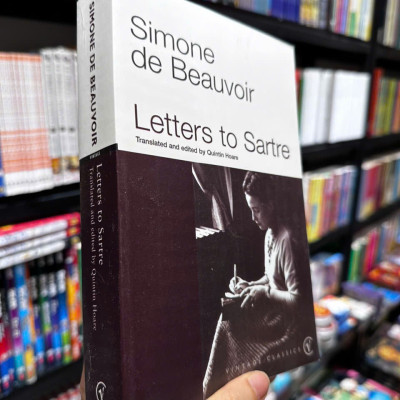 Simone
de Beauvoir
Letters to Sartre
Translated and edited by Quintin Hoare
VINTAGE CLASSICS
SIMONE DE BEAUVOIR
Letters to Sartre
Translated and edited by Quintin Hoare